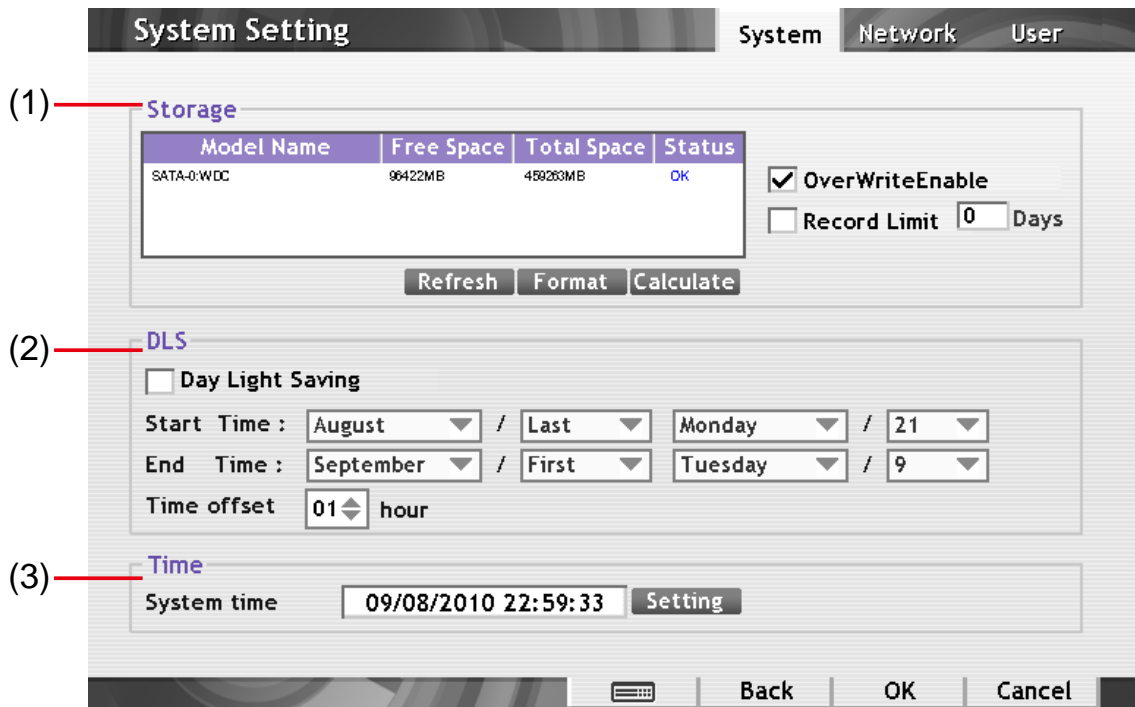 System Setting System Network User
(1) Storage
Model Name Free Space Total Space Status
SATA-0:WDC 96422MB 459263MB OK
OverWriteEnable
Record Limit 0 Days
Refresh Format Calculate
(2) DLS
Day Light Saving
Start Time : August / Last Monday / 21
End Time : September / First Tuesday / 9
Time offset 01 hour
(3) Time
System time 09/08/2010 22:59:33 Setting
Back OK Cancel